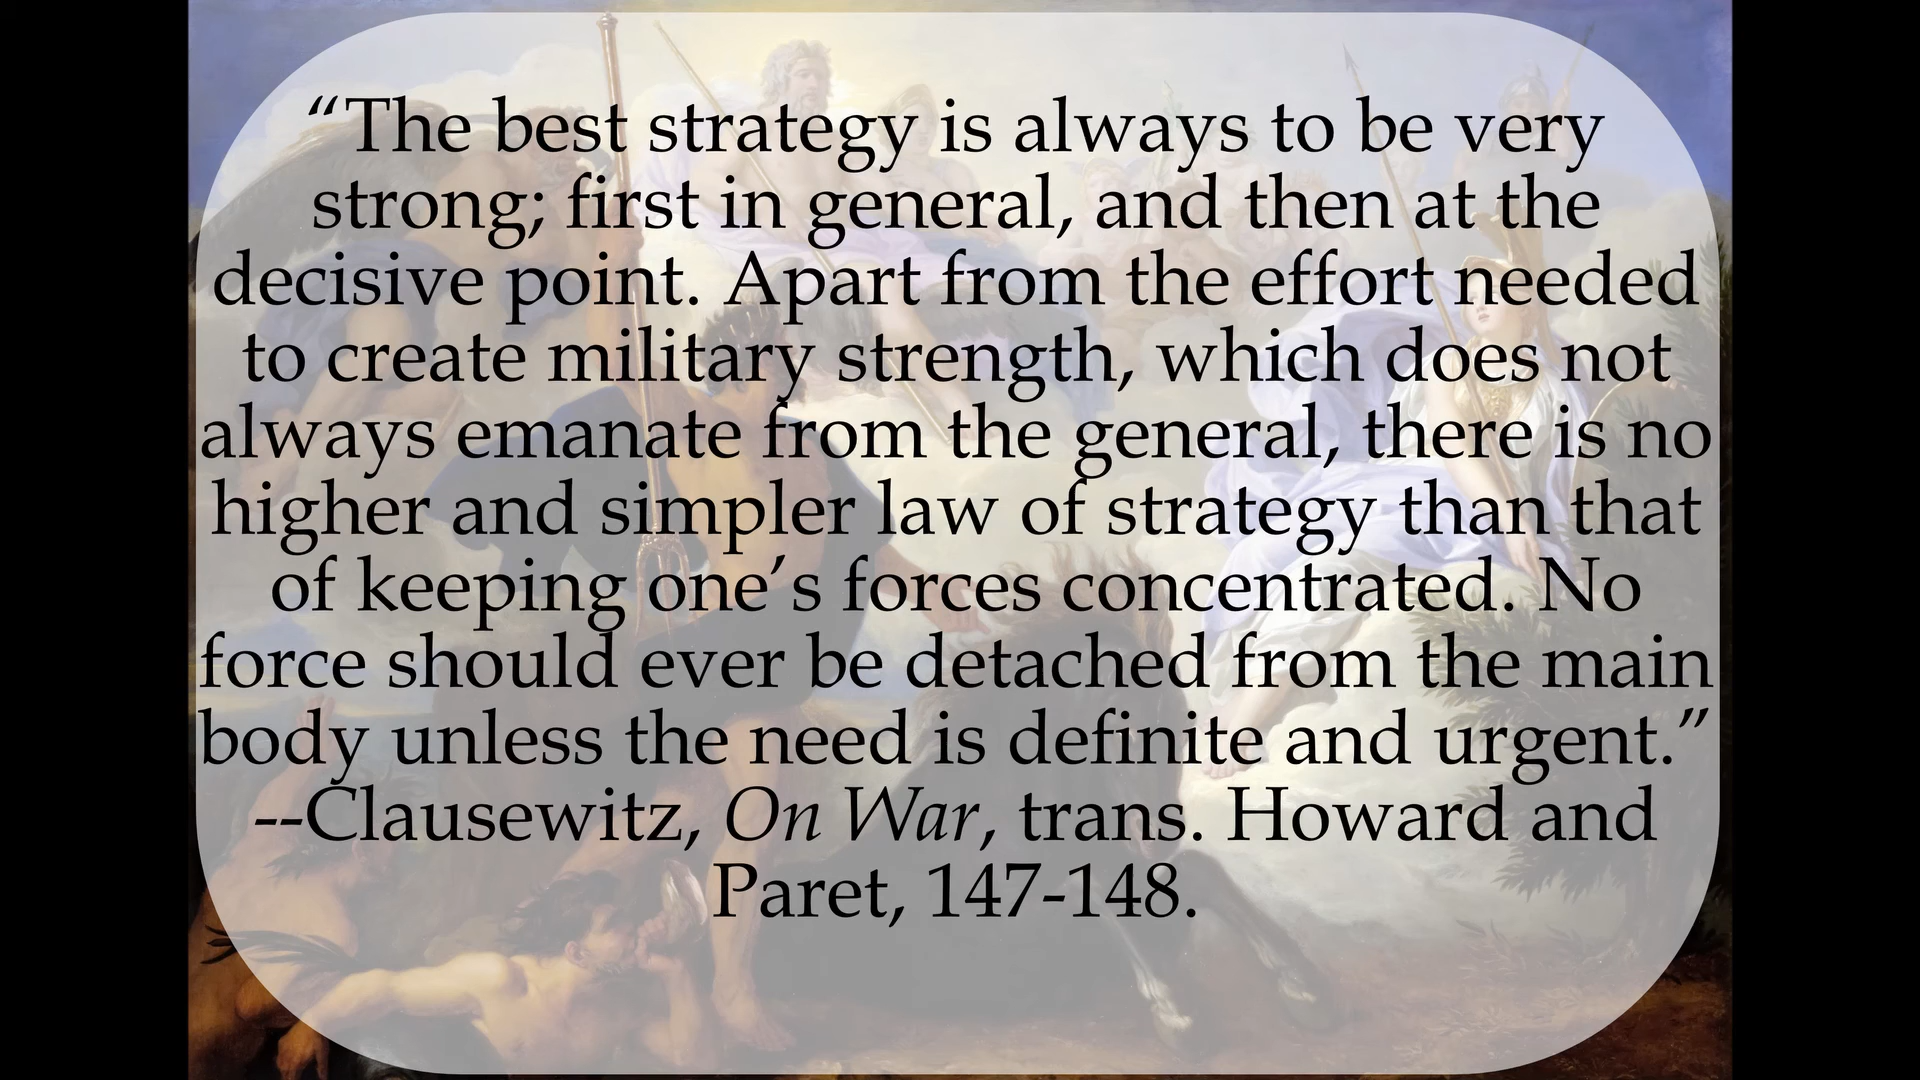 “The best strategy is always to be very
strong; first in general, and then at the
decisive point. Apart from the effort needed
to create military strength, which does not
always emanate from the general, there is no
higher and simpler law of strategy than that
of keeping one’s forces concentrated. No
force should ever be detached from the main
body unless the need is definite and urgent.”
--Clausewitz, On War, trans. Howard and
Paret, 147-148.